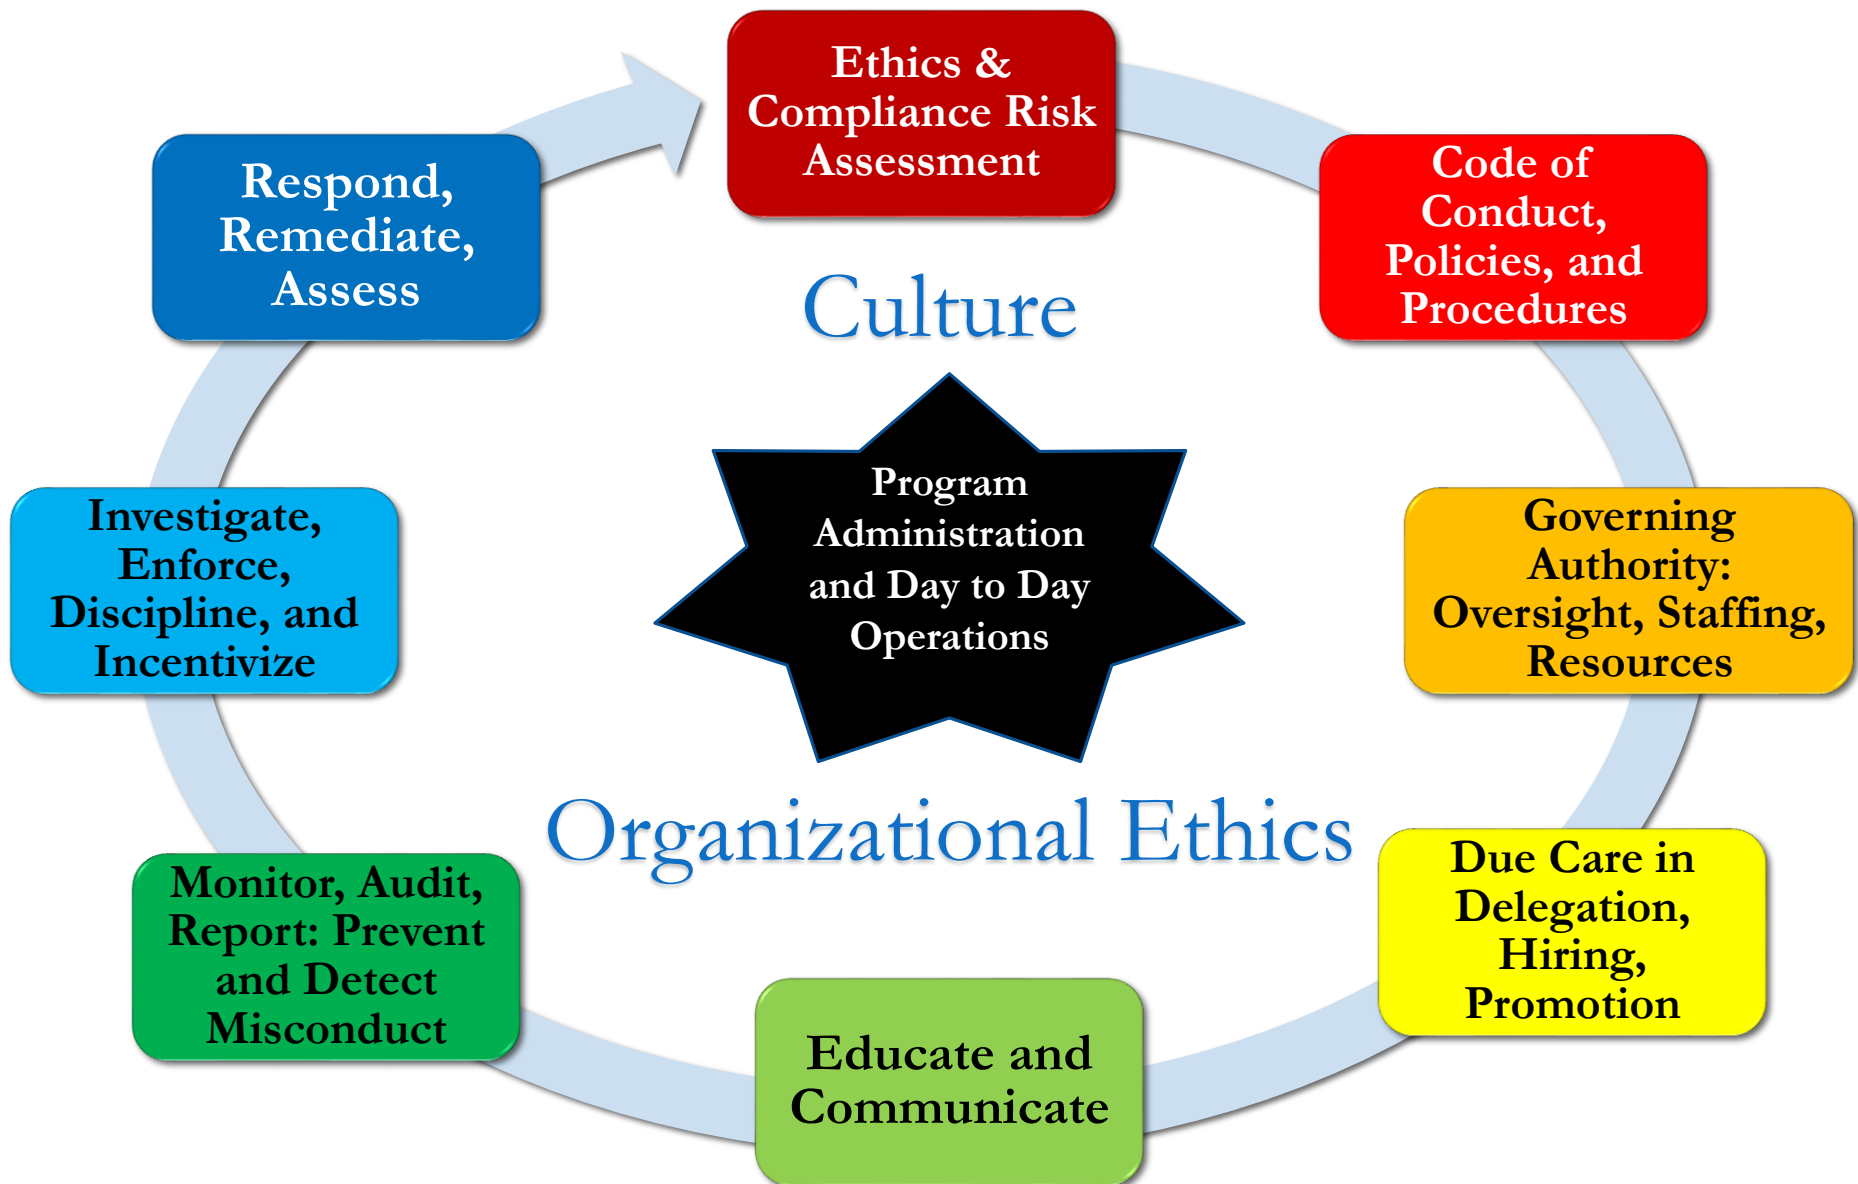 Ethics &
Compliance Risk
Assessment
Code of
Conduct,
Policies, and
Procedures
Governing
Authority:
Oversight, Staffing,
Resources
Due Care in
Delegation,
Hiring,
Promotion
Educate and
Communicate
Monitor, Audit,
Report: Prevent
and Detect
Misconduct
Investigate,
Enforce,
Discipline, and
Incentivize
Respond,
Remediate,
Assess
Culture
Program
Administration
and Day to Day
Operations
Organizational Ethics